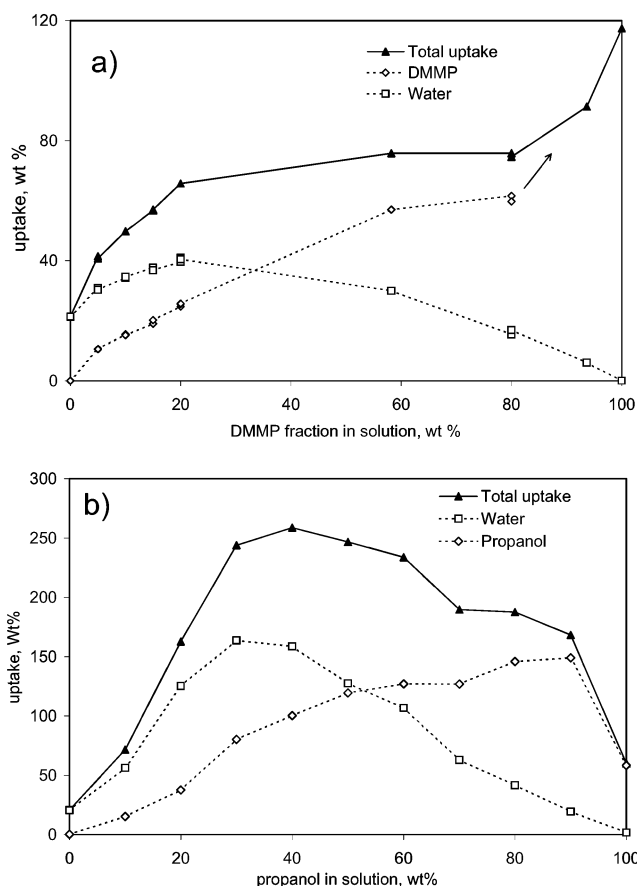 120
a)
Total uptake
DMMP
Water
80
uptake, wt %
40
0
0 20 40 60 80 100
DMMP fraction in solution, wt %
300
b)
Total uptake
Water
Propanol
250
200
uptake, Wt%
150
100
50
0
0 20 40 60 80 100
propanol in solution, wt%